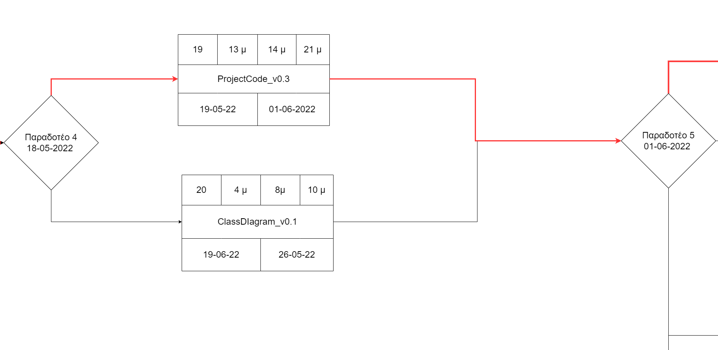 19 13 μ 14 μ 21 μ
ProjectCode_v0.3
19-05-22 01-06-2022
Παραδοτέο 4
18-05-2022
Παραδοτέο 5
01-06-2022
20 4 μ 8μ 10 μ
ClassDIagram_v0.1
19-06-22 26-05-22